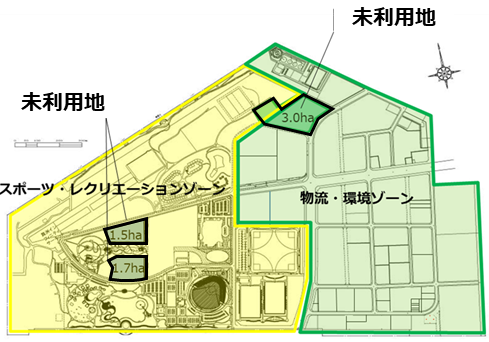 未利用地
未利用地
3.0ha
スポーツ・レクリエーションゾーン
物流・環境ゾーン
1.5ha
1.7ha